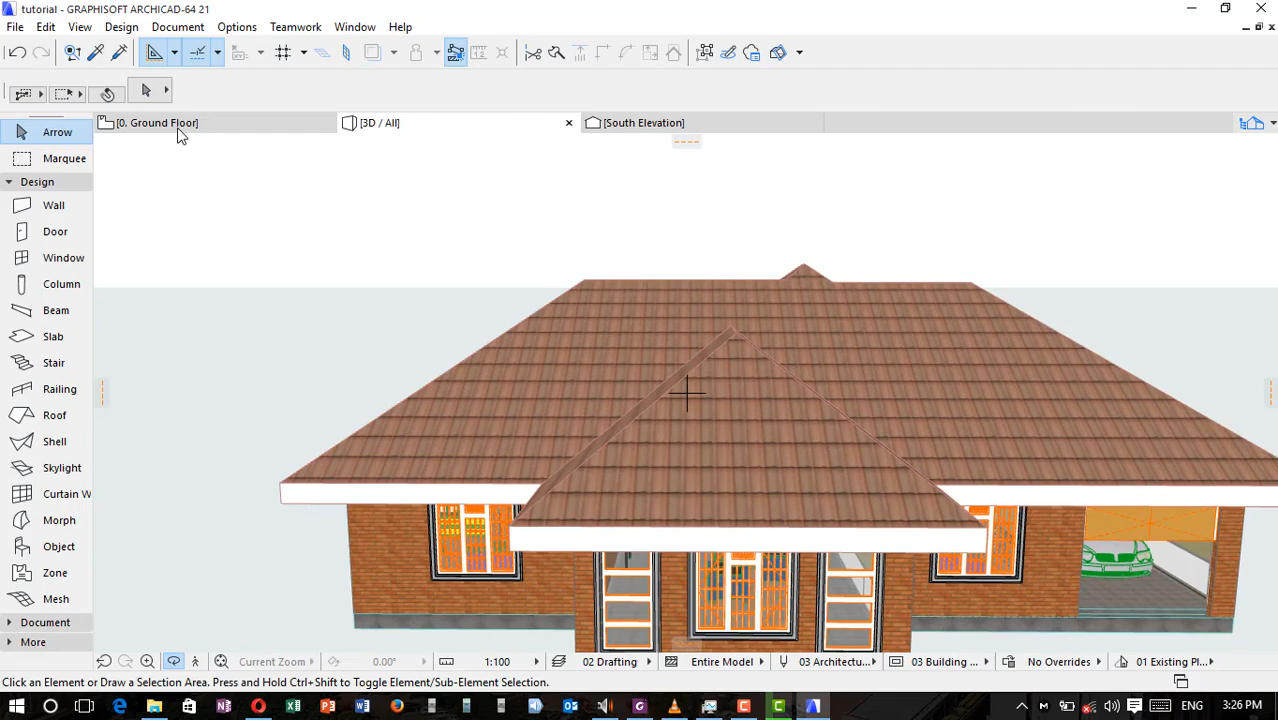 tutorial - GRAPHISOFT ARCHICAD-64 21
File Edit View Design Document Options Teamwork Window Help
[0. Ground Floor] [3D / All] [South Elevation]
Arrow
Marquee
Design
Wall
Door
Window
Column
Beam
Slab
Stair
Railing
Roof
Shell
Skylight
Curtain W
Morph
Object
Zone
Mesh
Document
More
Current Zoom 0.00° 1:100 02 Drafting Entire Model 03 Architectu... 03 Building ... No Overrides 01 Existing Pl...
Click an Element or Draw a Selection Area. Press and Hold Ctrl+Shift to Toggle Element/Sub-Element Selection.
ENG 3:26 PM